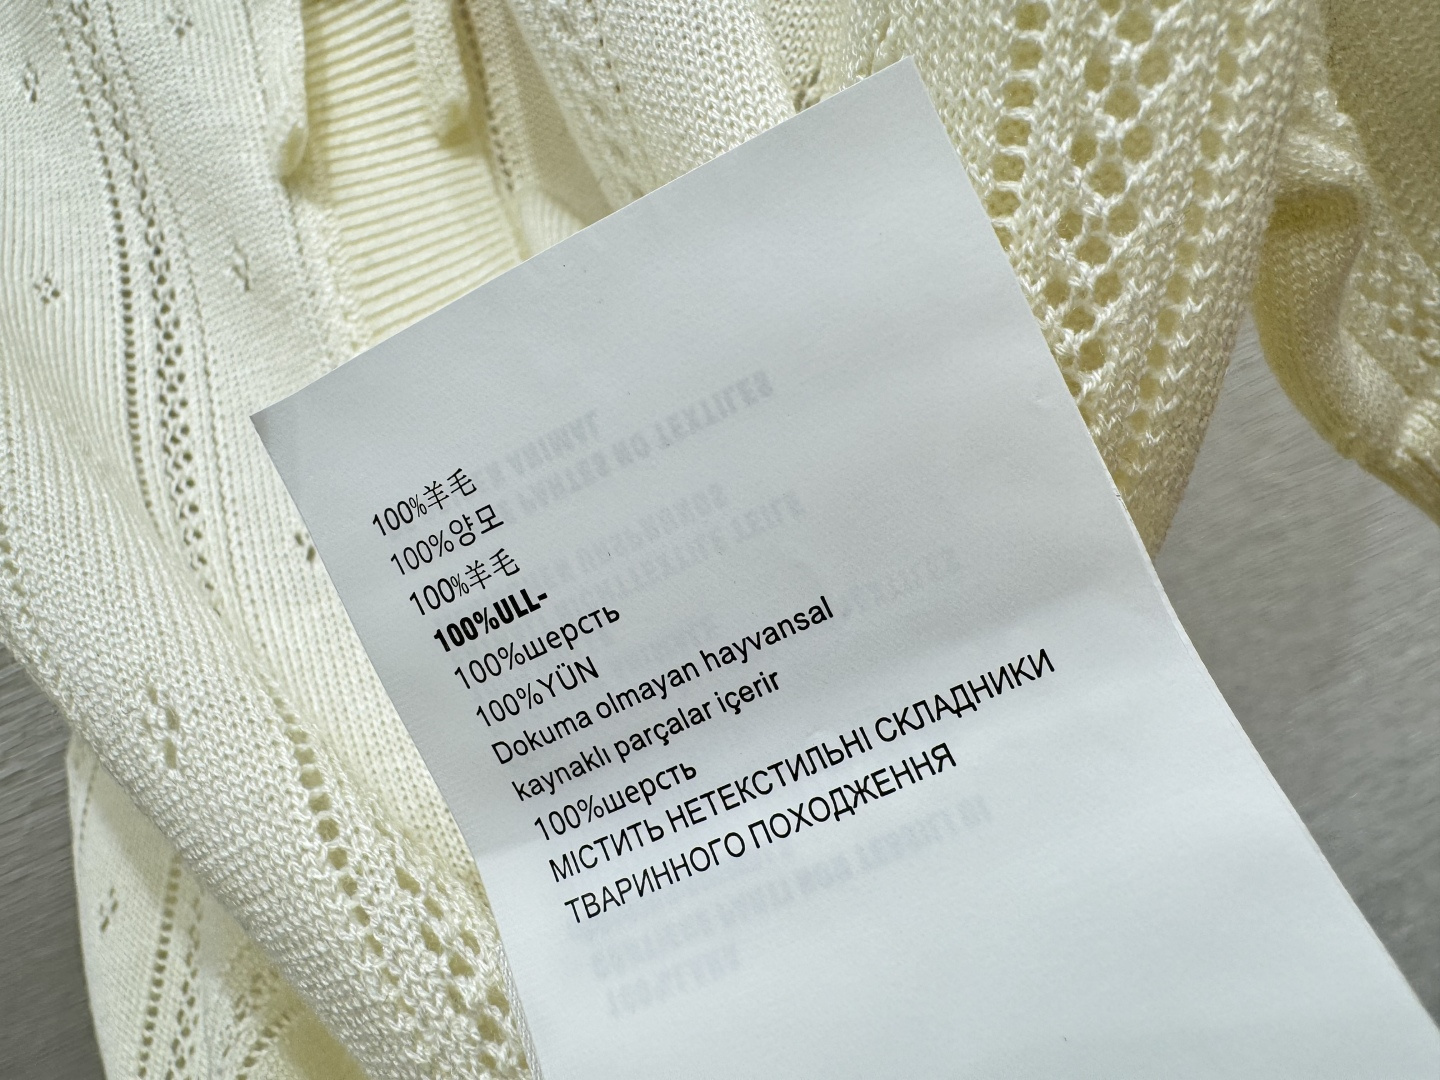 100%羊毛
100%양모
100%羊毛
100%ULL-
100%шерсть
100%YÜN
Dokuma olmayan hayvansal
kaynaklı parçalar içerir
100%шерсть
МІСТИТЬ НЕТЕКСТИЛЬНІ СКЛАДНИКИ
ТВАРИННОГО ПОХОДЖЕННЯ